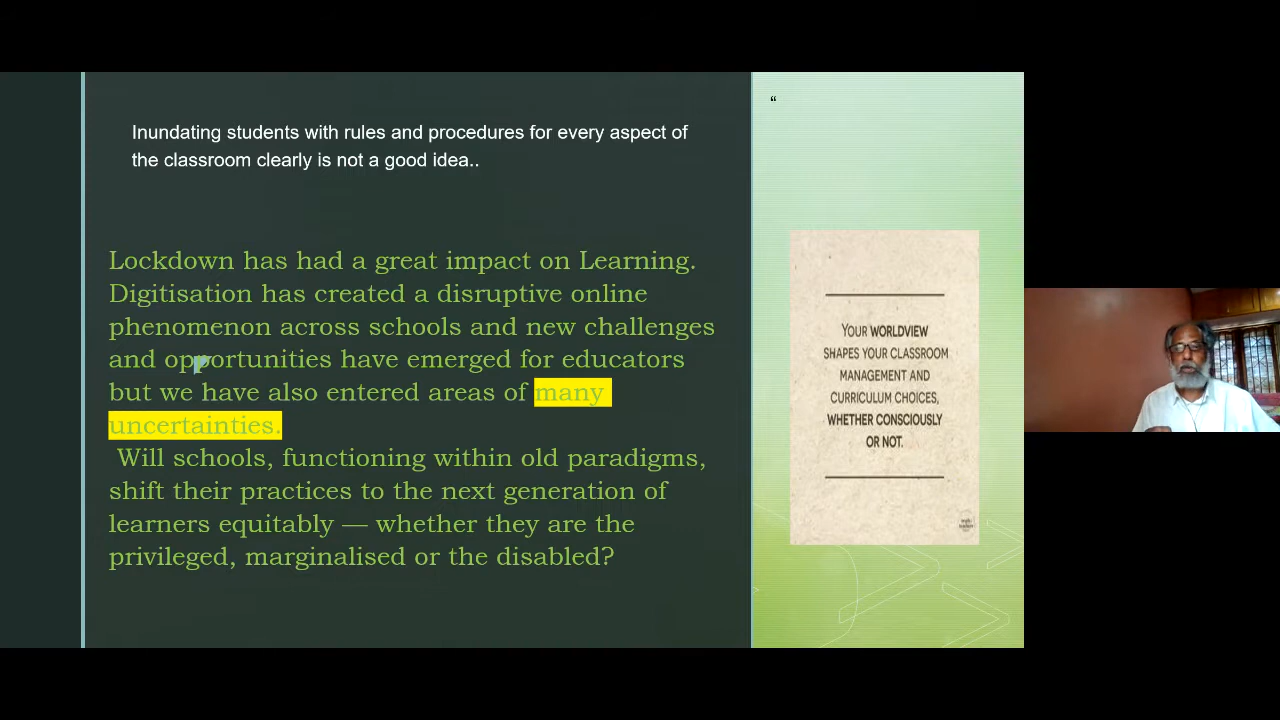 Inundating students with rules and procedures for every aspect of
the classroom clearly is not a good idea..
Lockdown has had a great impact on Learning.
Digitisation has created a disruptive online
phenomenon across schools and new challenges
and opportunities have emerged for educators
but we have also entered areas of many
uncertainties.
Will schools, functioning within old paradigms,
shift their practices to the next generation of
learners equitably — whether they are the
privileged, marginalised or the disabled?
“
YOUR WORLDVIEW
SHAPES YOUR CLASSROOM
MANAGEMENT AND
CURRICULUM CHOICES,
WHETHER CONSCIOUSLY
OR NOT.